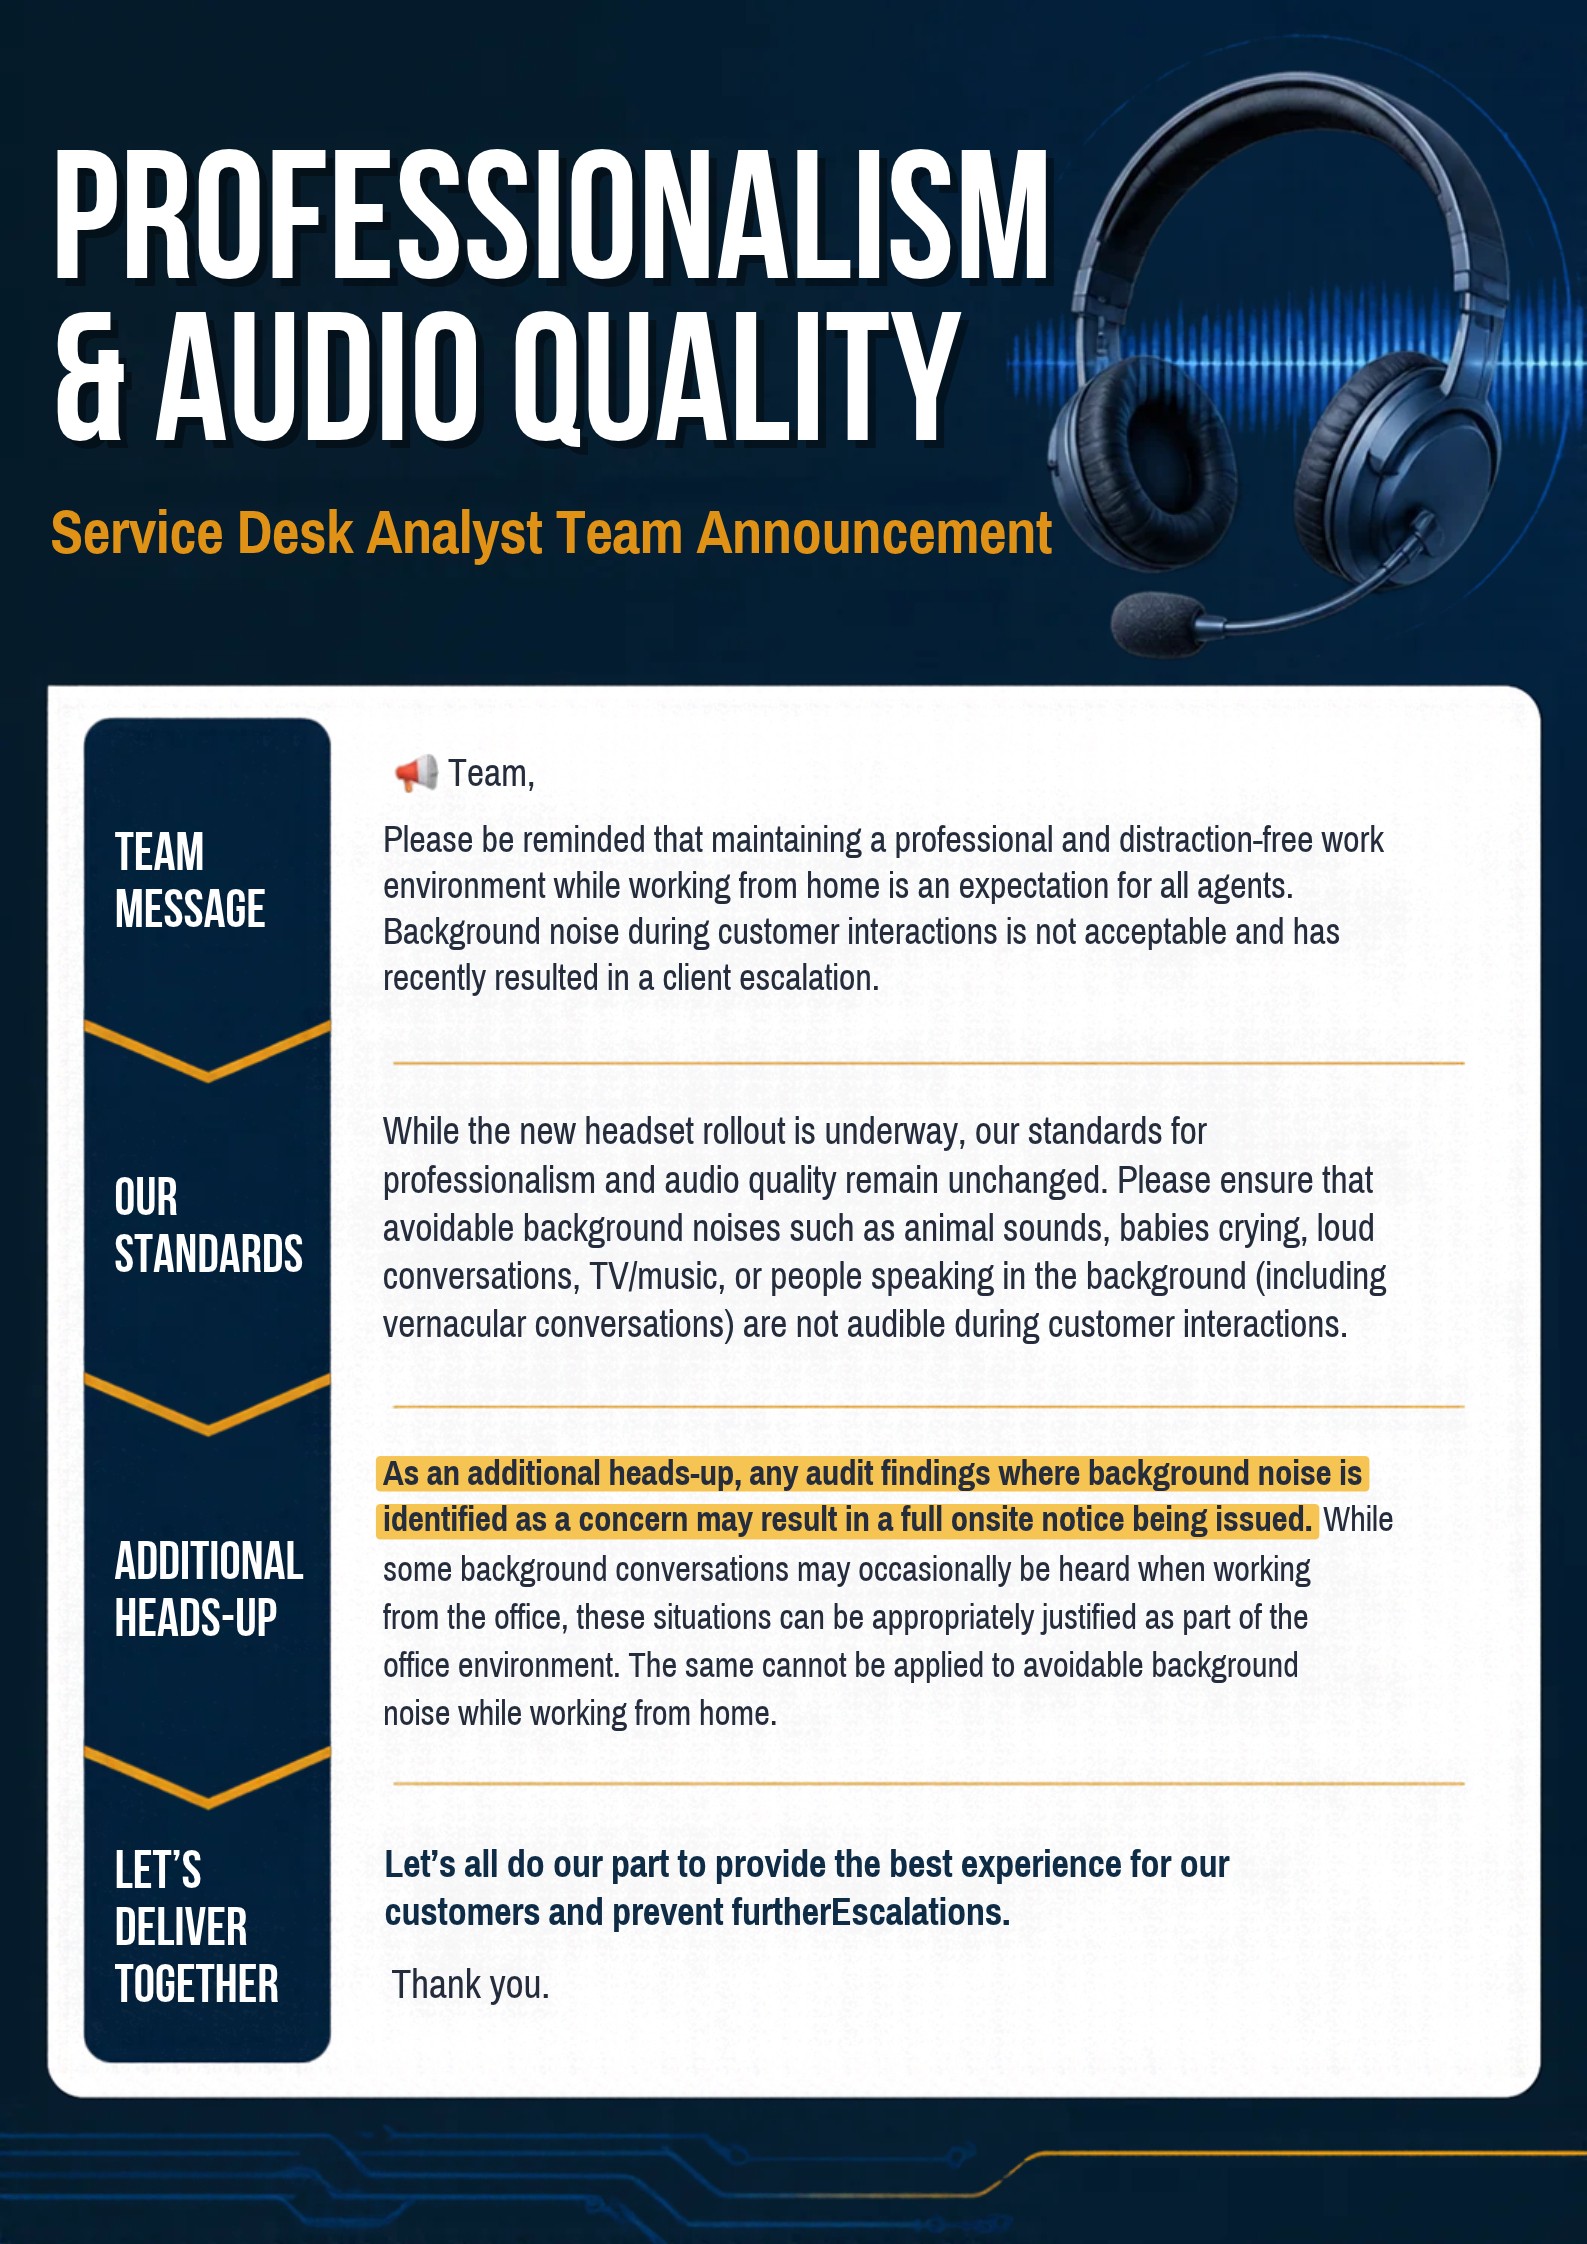 PROFESSIONALISM
& AUDIO QUALITY
Service Desk Analyst Team Announcement
TEAM
MESSAGE
Team,
Please be reminded that maintaining a professional and distraction-free work
environment while working from home is an expectation for all agents.
Background noise during customer interactions is not acceptable and has
recently resulted in a client escalation.
OUR
STANDARDS
While the new headset rollout is underway, our standards for
professionalism and audio quality remain unchanged. Please ensure that
avoidable background noises such as animal sounds, babies crying, loud
conversations, TV/music, or people speaking in the background (including
vernacular conversations) are not audible during customer interactions.
ADDITIONAL
HEADS-UP
As an additional heads-up, any audit findings where background noise is
identified as a concern may result in a full onsite notice being issued. While
some background conversations may occasionally be heard when working
from the office, these situations can be appropriately justified as part of the
office environment. The same cannot be applied to avoidable background
noise while working from home.
LET’S
DELIVER
TOGETHER
Let’s all do our part to provide the best experience for our
customers and prevent furtherEscalations.
Thank you.